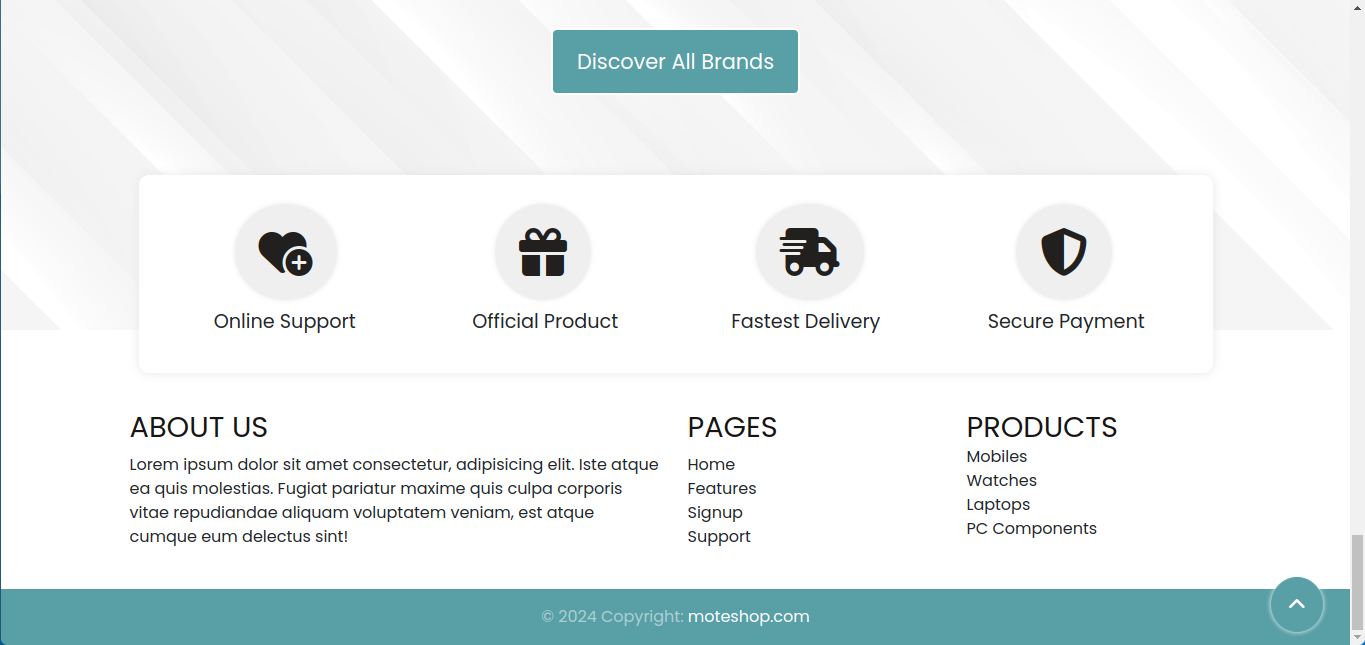 Discover All Brands
Online Support
Official Product
Fastest Delivery
Secure Payment
ABOUT US
Lorem ipsum dolor sit amet consectetur, adipisicing elit. Iste atque
ea quis molestias. Fugiat pariatur maxime quis culpa corporis
vitae repudiandae aliquam voluptatem veniam, est atque
cumque eum delectus sint!
PAGES
Home
Features
Signup
Support
PRODUCTS
Mobiles
Watches
Laptops
PC Components
© 2024 Copyright: moteshop.com